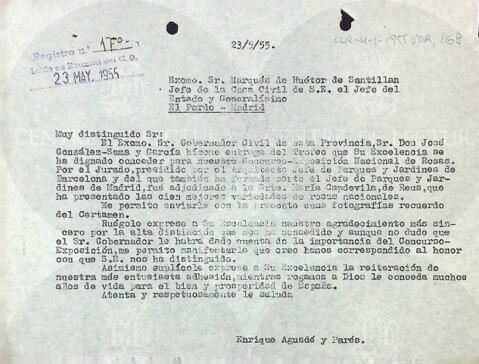 Registro n.º 170
Leído en Reunión del C.D.
23 MAY. 1955
23/5/55.
Excmo. Sr. Marqués de Huétor de Santillan
Jefe de la Casa Civil de S.E. el Jefe del
Estado y Generalísimo
El Pardo - Madrid
Muy distinguido Sr:
El Excmo. Sr. Gobernador Civil de esta Provincia, Sr. Don José
González-Sama y García hízome entrega del Trofeo que Su Excelencia se
ha dignado conceder para nuestro Concurso-Exposición Nacional de Rosas.
Por el Jurado, presidido por el Arquitecto Jefe de Parques y Jardines de
Barcelona y del que también ha formado parte el Jefe de Parques y Jar-
dines de Madrid, fué adjudicado a la Srta. María Capdevila, de Reus, que
ha presentado las cien mejores variedades de rosas nacionales.
Me permito enviarle con la presente unas fotografías recuerdo
del Certamen.
Ruégole exprese a Su Excelencia nuestro agradecimiento más sin-
cero por la alta distinción que nos ha concedido y aunque no dudo que
el Sr. Gobernador le habrá dado cuenta de la importancia del Concurso-
Exposición, me permito manifestarle que creo hemos correspondido al honor
con que S.E. nos ha distinguido.
Asimismo suplícole exprese a Su Excelencia la reiteración de
nuestra más entusiasta adhesión, mientras rogamos a Dios le conceda muchos
años de vida para el bien y prosperidad de España.
Atenta y respetuosamente le saluda
Enrique Aguadé y Parés.